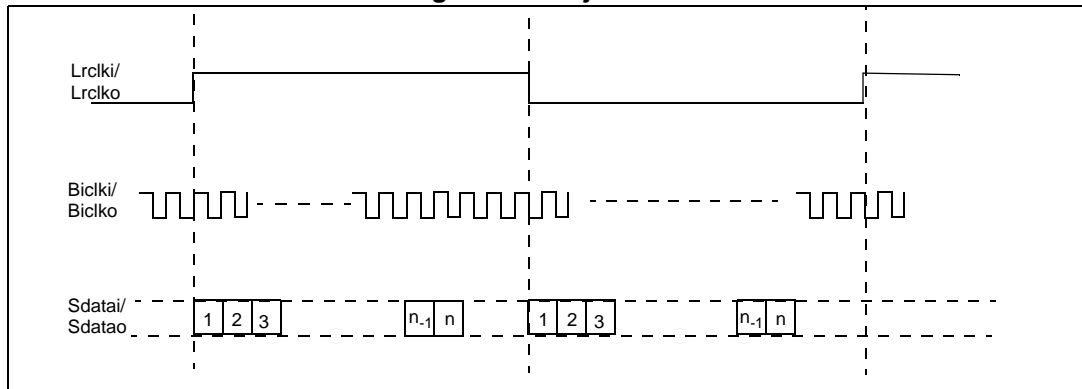 Lrclki/
Lrclko
Biclki/
Biclko
Sdatai/
Sdatao
1 2 3 n-1 n 1 2 3 n-1 n